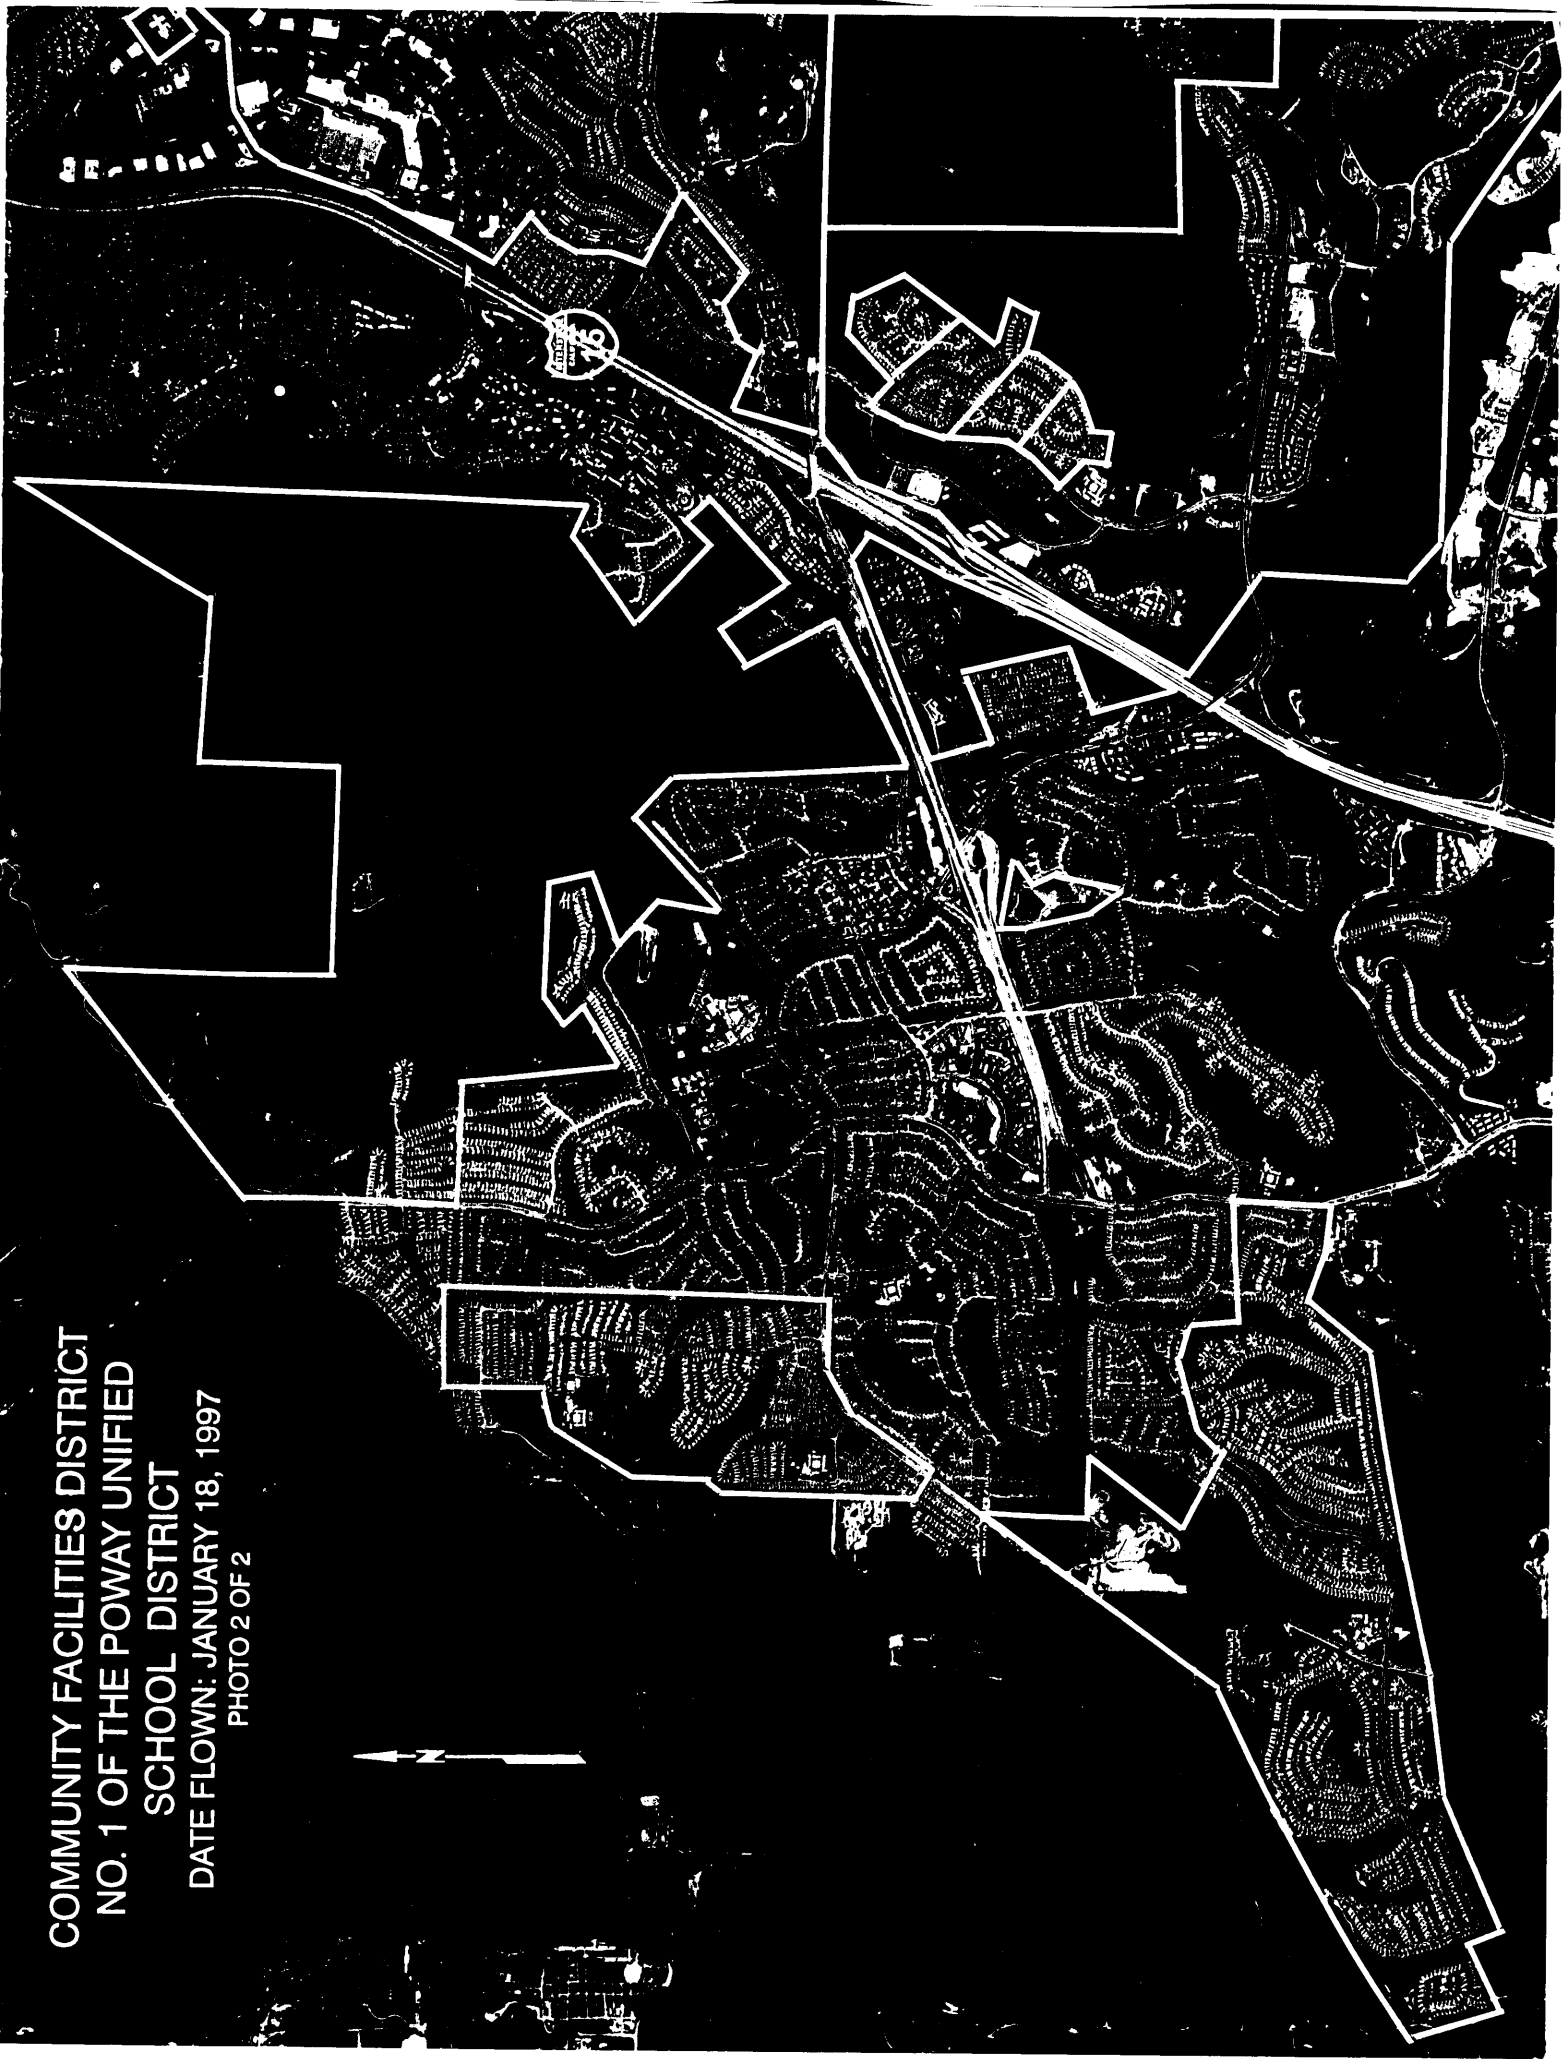 COMMUNITY FACILITIES DISTRICT
NO. 1 OF THE POWAY UNIFIED
SCHOOL DISTRICT
DATE FLOWN: JANUARY 18, 1997
PHOTO 2 OF 2
N
15